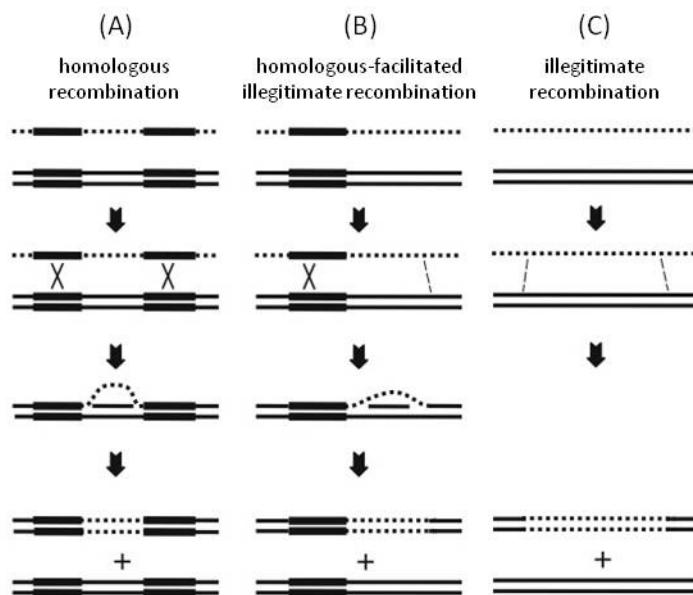 (A)
homologous
recombination
(B)
homologous-facilitated
illegitimate recombination
(C)
illegitimate
recombination
+
+
+